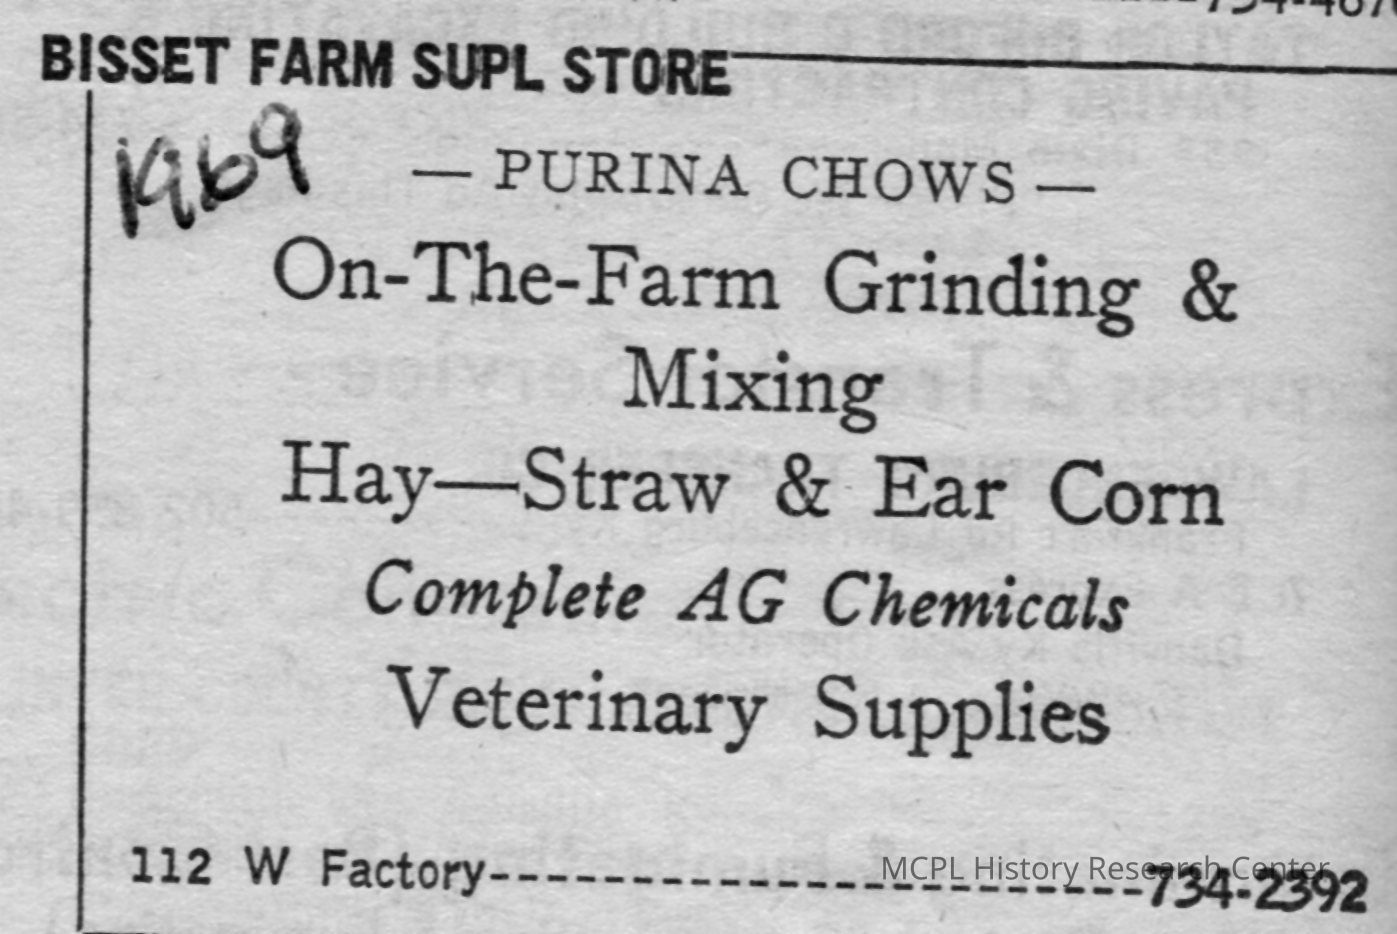 BISSET FARM SUPL STORE
1969
— PURINA CHOWS —
On-The-Farm Grinding &
Mixing
Hay—Straw & Ear Corn
Complete AG Chemicals
Veterinary Supplies
112 W Factory-----------------------734-2392
MCPL History Research Center